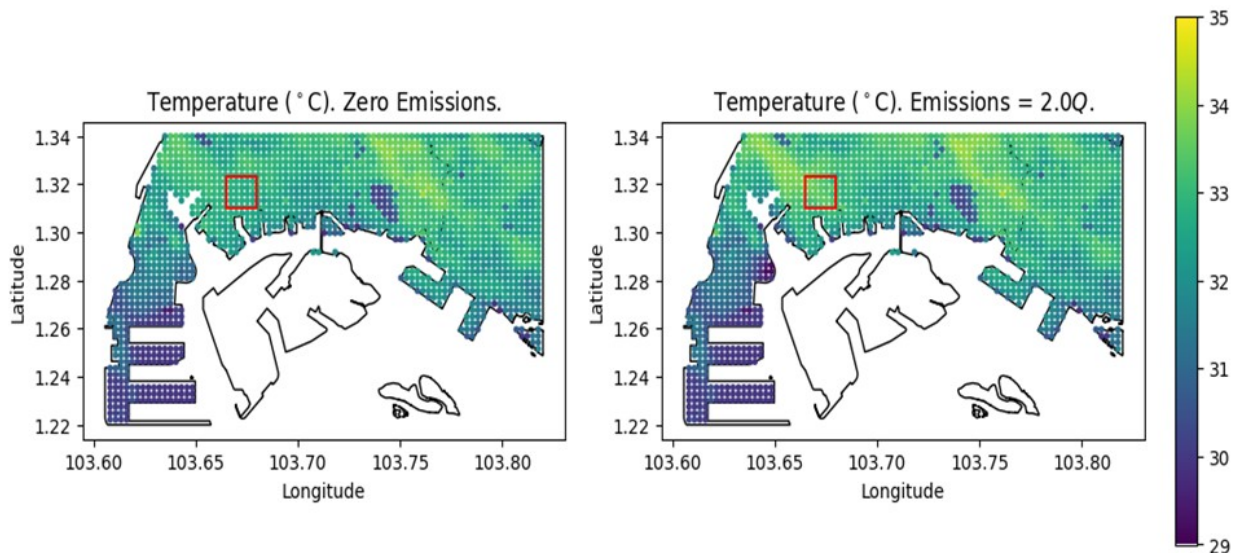 Temperature (°C). Zero Emissions.
Temperature (°C). Emissions = 2.0Q.
35
34
33
32
31
30
29
Latitude
1.34
1.32
1.30
1.28
1.26
1.24
1.22
103.60 103.65 103.70 103.75 103.80
Longitude
Latitude
1.34
1.32
1.30
1.28
1.26
1.24
1.22
103.60 103.65 103.70 103.75 103.80
Longitude